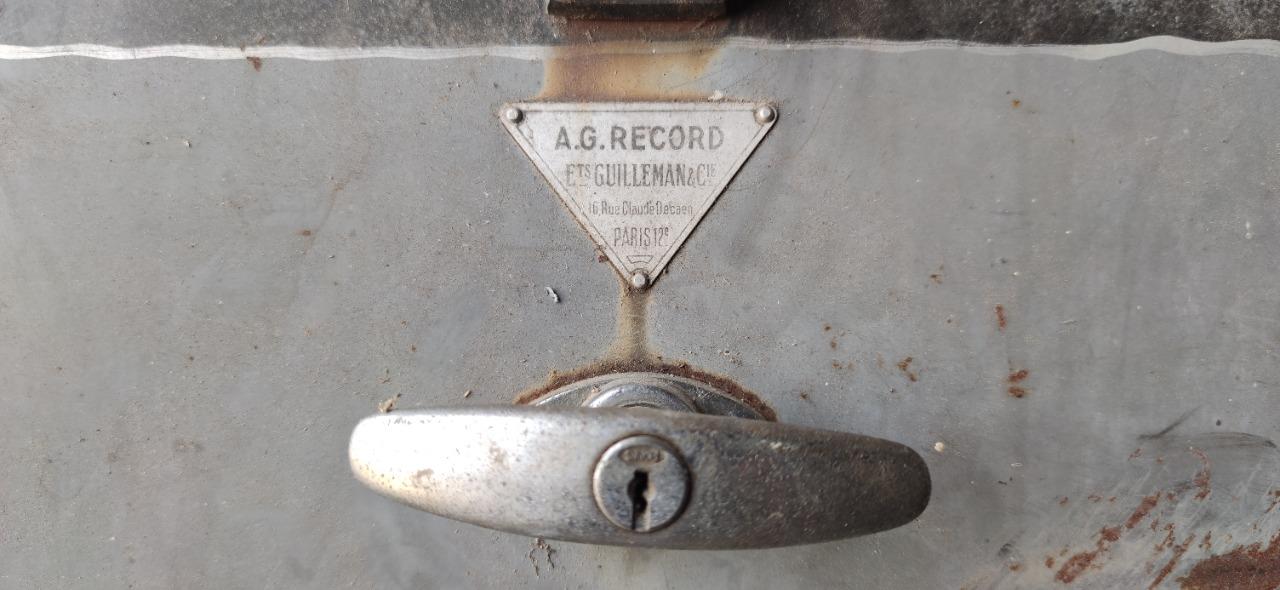 A.G. RECORD
ETS GUILLEMAN & CIE
16, Rue Claude Decaen
PARIS 12e